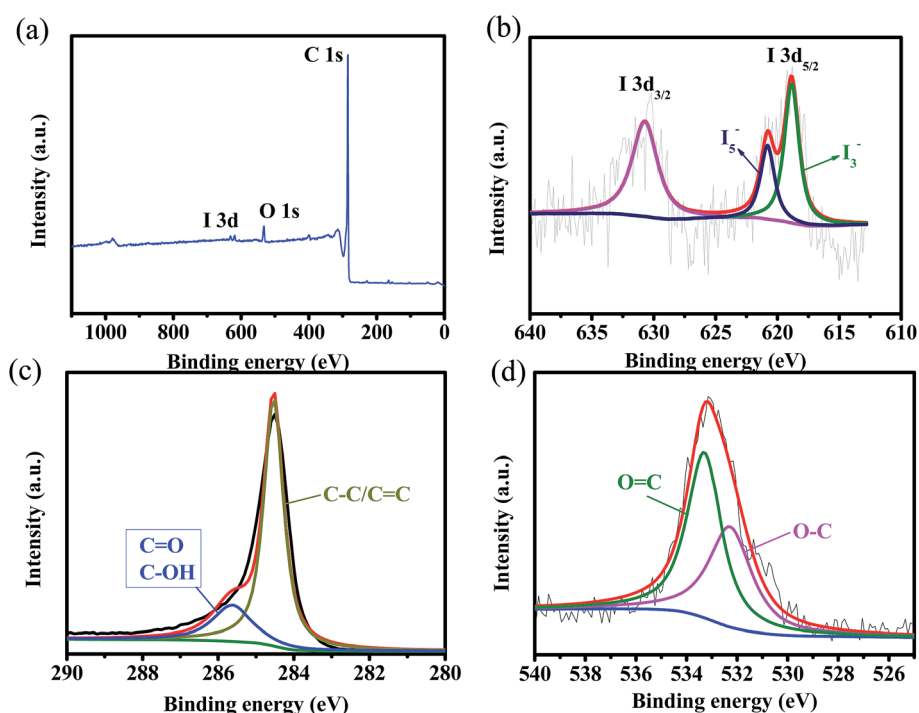 (a)
C 1s
I 3d
O 1s
Intensity (a.u.)
1000 800 600 400 200 0
Binding energy (eV)
(b)
I 3d3/2
I 3d5/2
I5-
I3-
Intensity (a.u.)
640 635 630 625 620 615 610
Binding energy (eV)
(c)
C-C/C=C
C=O
C-OH
Intensity (a.u.)
290 288 286 284 282 280
Binding energy (eV)
(d)
O=C
O-C
Intensity (a.u.)
540 538 536 534 532 530 528 526
Binding energy (eV)